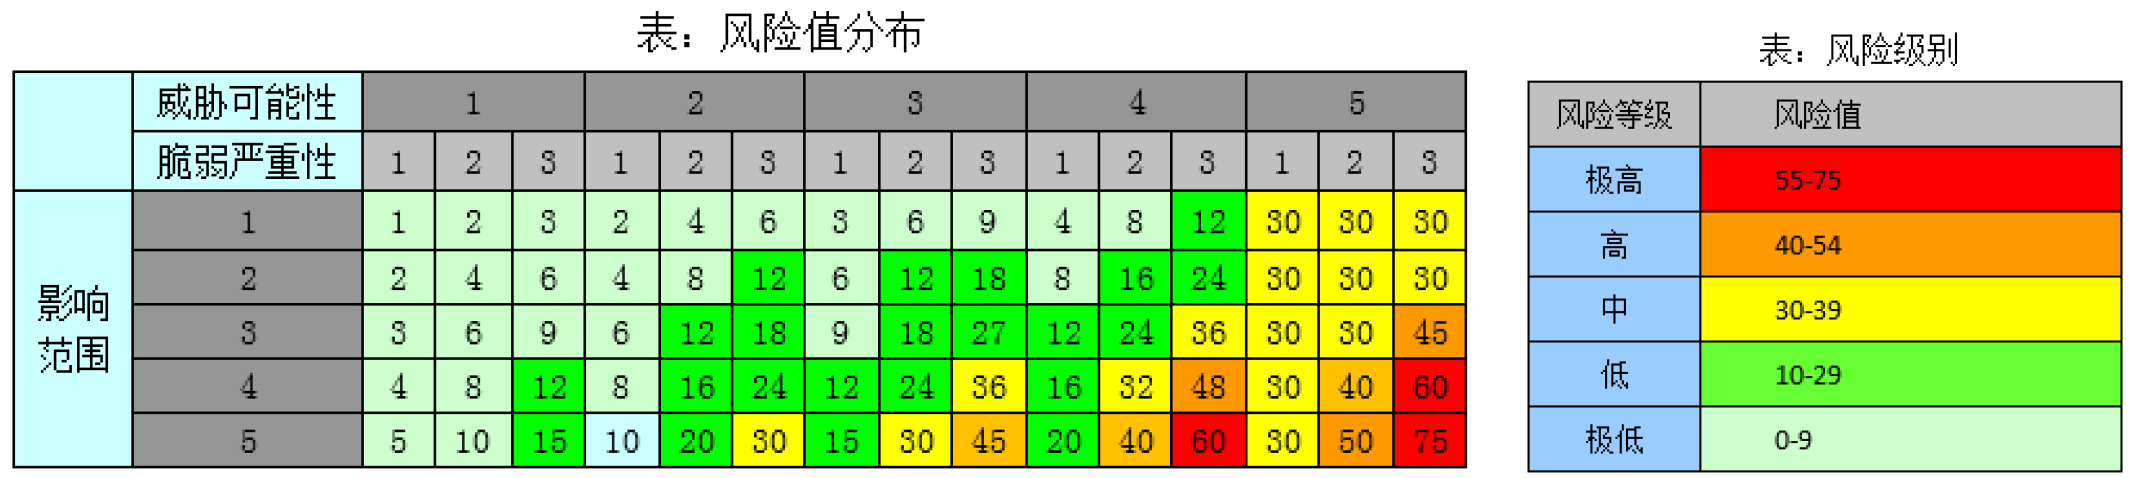 表：风险值分布
威胁可能性 1 2 3 4 5
脆弱严重性 1 2 3 1 2 3 1 2 3 1 2 3 1 2 3
影响范围
1 1 2 3 2 4 6 3 6 9 4 8 12 30 30 30
2 2 4 6 4 8 12 6 12 18 8 16 24 30 30 30
3 3 6 9 6 12 18 9 18 27 12 24 36 30 30 45
4 4 8 12 8 16 24 12 24 36 16 32 48 30 40 60
5 5 10 15 10 20 30 15 30 45 20 40 60 30 50 75
表：风险级别
风险等级 风险值
极高 55-75
高 40-54
中 30-39
低 10-29
极低 0-9